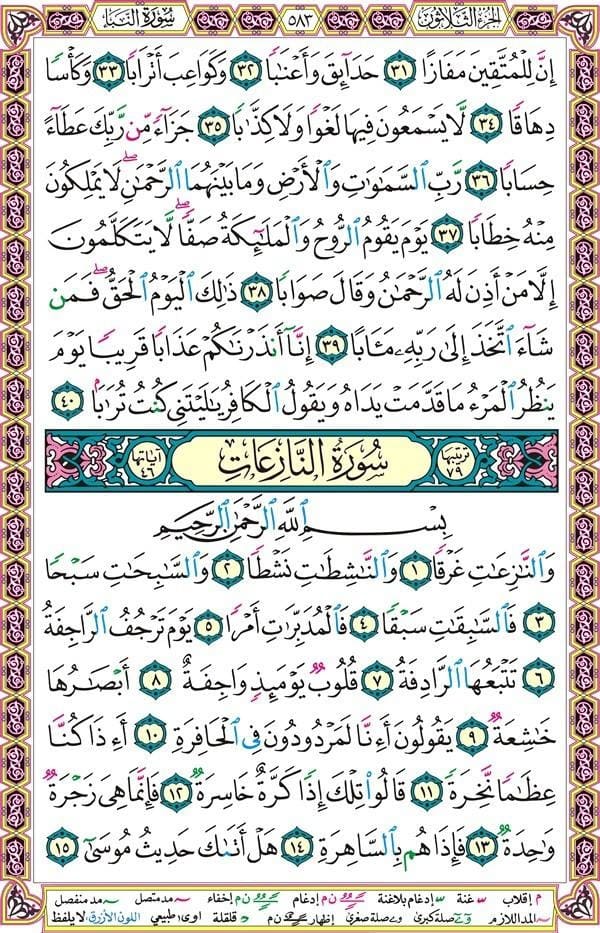 الجزء الثلاثون ٥٨٣ سورة النبأ
إِنَّ لِلْمُتَّقِينَ مَفَازًا ٣١ حَدَآئِقَ وَأَعْنَٰبًا ٣٢ وَكَوَاعِبَ أَتْرَابًا ٣٣ وَكَأْسًا
دِهَاقًا ٣٤ لَّا يَسْمَعُونَ فِيهَا لَغْوًا وَلَا كِذَّٰبًا ٣٥ جَزَآءً مِّن رَّبِّكَ عَطَآءً
حِسَابًا ٣٦ رَّبِّ ٱلسَّمَٰوَٰتِ وَٱلْأَرْضِ وَمَا بَيْنَهُمَا ٱلرَّحْمَٰنِ ۖ لَا يَمْلِكُونَ
مِنْهُ خِطَابًا ٣٧ يَوْمَ يَقُومُ ٱلرُّوحُ وَٱلْمَلَٰٓئِكَةُ صَفًّا ۖ لَّا يَتَكَلَّمُونَ
إِلَّا مَنْ أَذِنَ لَهُ ٱلرَّحْمَٰنُ وَقَالَ صَوَابًا ٣٨ ذَٰلِكَ ٱلْيَوْمُ ٱلْحَقُّ ۖ فَمَن
شَآءَ ٱتَّخَذَ إِلَىٰ رَبِّهِۦ مَـَٔابًا ٣٩ إِنَّآ أَنذَرْنَٰكُمْ عَذَابًا قَرِيبًا يَوْمَ
يَنظُرُ ٱلْمَرْءُ مَا قَدَّمَتْ يَدَاهُ وَيَقُولُ ٱلْكَافِرُ يَٰلَيْتَنِى كُنتُ تُرَٰبًۢا ٤٠
ترتيبها ٧٩ سُورَةُ النَّازِعَاتِ آياتها ٤٦
بِسْمِ ٱللَّهِ ٱلرَّحْمَٰنِ ٱلرَّحِيمِ
وَٱلنَّٰزِعَٰتِ غَرْقًا ١ وَٱلنَّٰشِطَٰتِ نَشْطًا ٢ وَٱلسَّٰبِحَٰتِ سَبْحًا
٣ فَٱلسَّٰبِقَٰتِ سَبْقًا ٤ فَٱلْمُدَبِّرَٰتِ أَمْرًا ٥ يَوْمَ تَرْجُفُ ٱلرَّاجِفَةُ
٦ تَتْبَعُهَا ٱلرَّادِفَةُ ٧ قُلُوبٌ يَوْمَئِذٍ وَاجِفَةٌ ٨ أَبْصَٰرُهَا
خَٰشِعَةٌ ٩ يَقُولُونَ أَءِنَّا لَمَرْدُودُونَ فِى ٱلْحَافِرَةِ ١٠ أَءِذَا كُنَّا
عِظَٰمًا نَّخِرَةً ١١ قَالُوا۟ تِلْكَ إِذًا كَرَّةٌ خَاسِرَةٌ ١٢ فَإِنَّمَا هِىَ زَجْرَةٌ
وَٰحِدَةٌ ١٣ فَإِذَا هُم بِٱلسَّاهِرَةِ ١٤ هَلْ أَتَىٰكَ حَدِيثُ مُوسَىٰٓ ١٥
م إقلاب غنة إدغام بلاغنة ن م إدغام ن م إخفاء مد متصل مد منفصل
المد اللازم صلة كبرى صلة صغرى إظهار ن م قلقلة اوى طبيعي اللون الأزرق: لا يلفظ